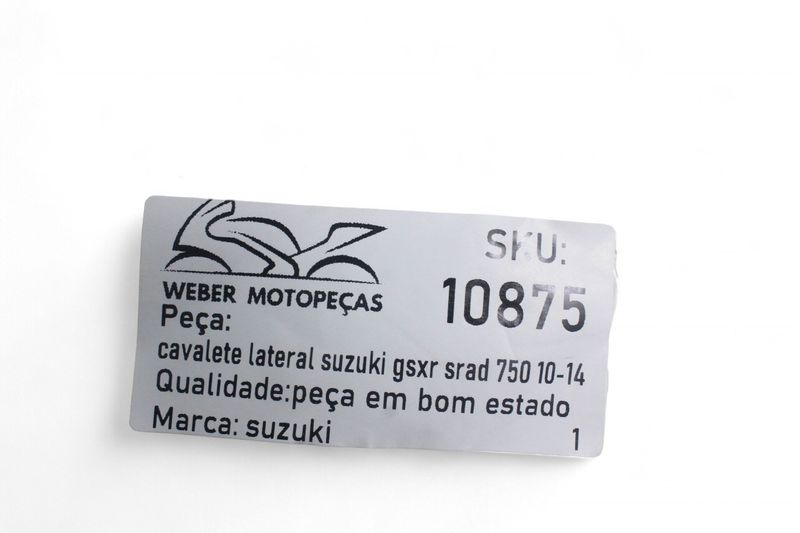 WEBER MOTOPEÇAS
SKU:
10875
Peça:
cavalete lateral suzuki gsxr srad 750 10-14
Qualidade:peça em bom estado
Marca: suzuki
1